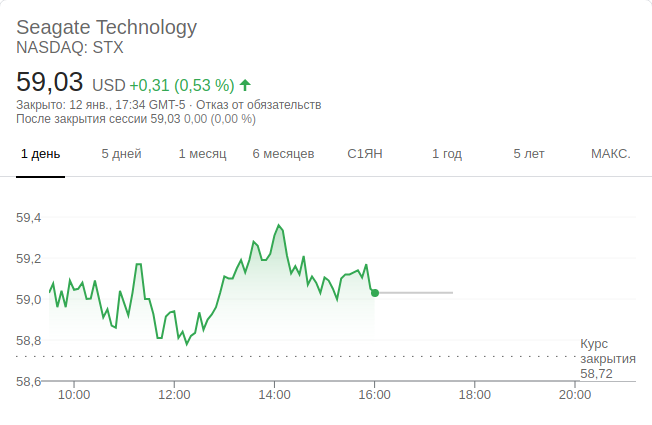 Seagate Technology
NASDAQ: STX
59,03 USD +0,31 (0,53 %)
Закрыто: 12 янв., 17:34 GMT-5 · Отказ от обязательств
После закрытия сессии 59,03 0,00 (0,00 %)
1 день 5 дней 1 месяц 6 месяцев С1ЯН 1 год 5 лет МАКС.
59,4
59,2
59,0
58,8
Курс
закрытия
58,72
58,6
10:00 12:00 14:00 16:00 18:00 20:00